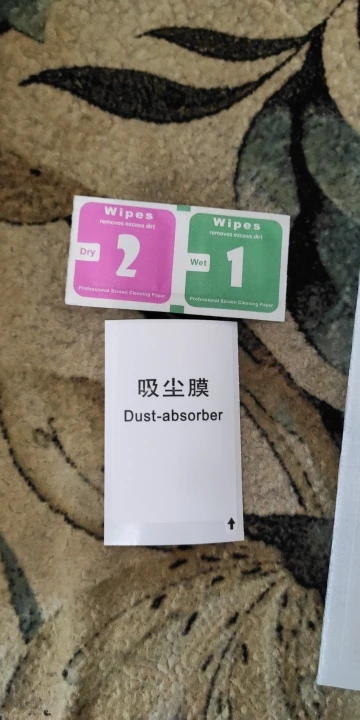 Wipes
removes excess dirt
Dry
2
Professional Screen Cleaning Paper
Wipes
removes excess dirt
Wet
1
Professional Screen Cleaning Paper
吸尘膜
Dust-absorber